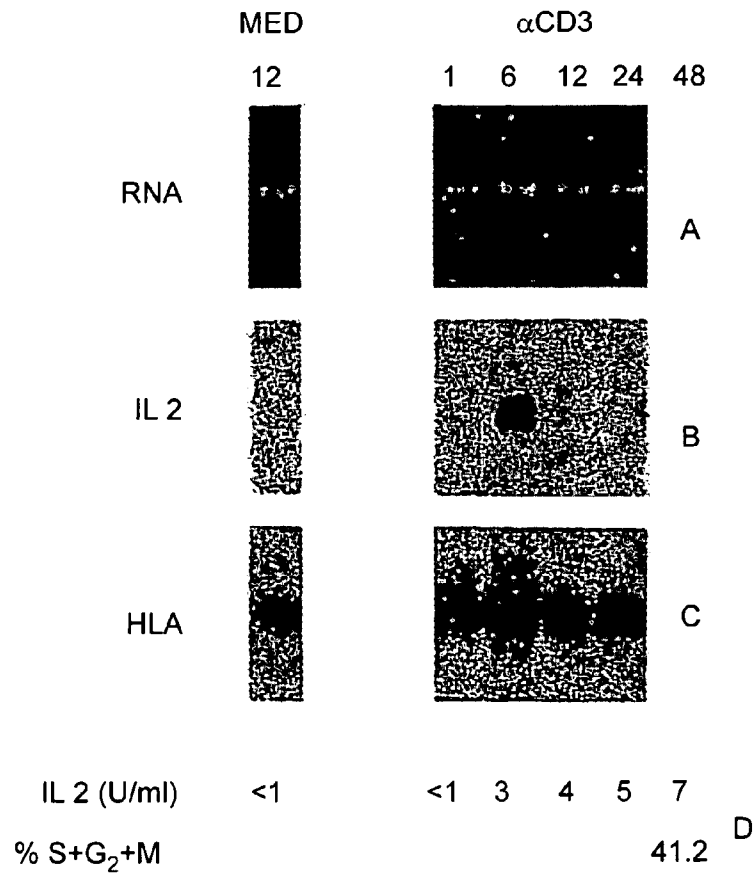 MED αCD3
12 1 6 12 24 48
RNA
A
IL 2
B
HLA
C
IL 2 (U/ml) <1 <1 3 4 5 7
D
% S+G₂+M 41.2